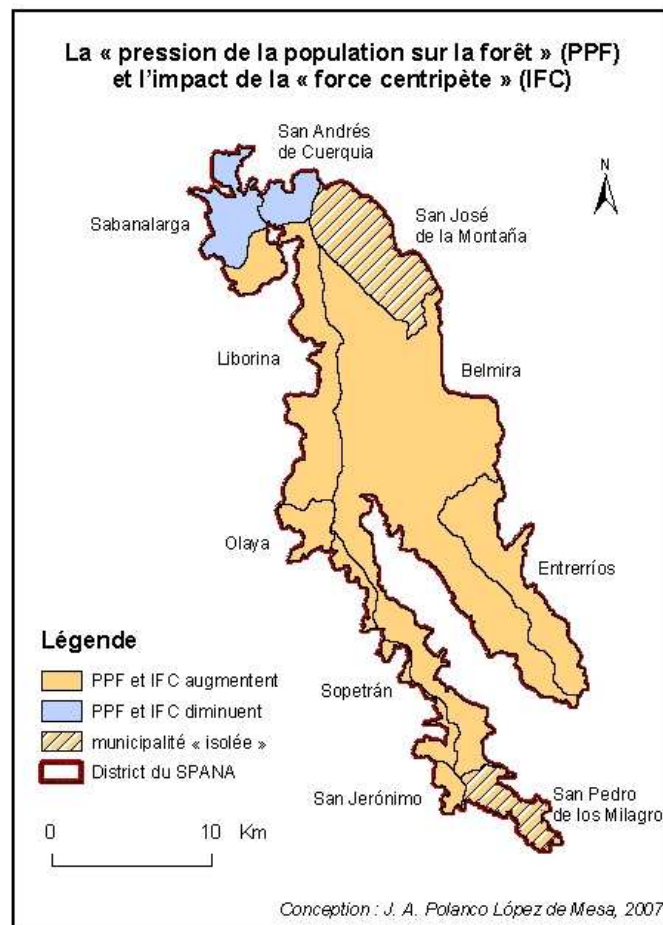 La « pression de la population sur la forêt » (PPF)
et l'impact de la « force centripète » (IFC)
San Andrés
de Cuerquia
N
Sabanalarga
San José
de la Montaña
Liborina
Belmira
Olaya
Entrerríos
Légende
PPF et IFC augmentent
PPF et IFC diminuent
municipalité « isolée »
District du SPANA
Sopetrán
San Jerónimo
San Pedro
de los Milagro
0 10 Km
Conception : J. A. Polanco López de Mesa, 2007